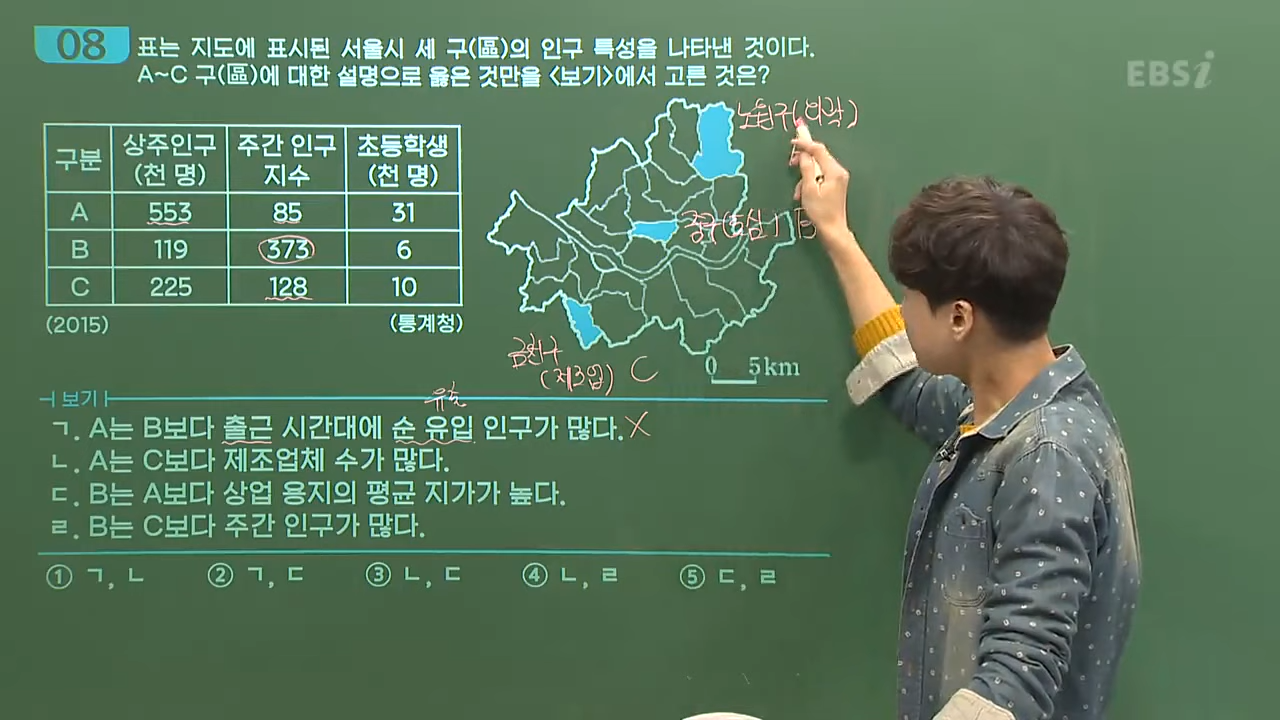 08
표는 지도에 표시된 서울시 세 구(區)의 인구 특성을 나타낸 것이다.
A~C 구(區)에 대한 설명으로 옳은 것만을 <보기>에서 고른 것은?
EBSi
구분 상주인구 (천 명) 주간 인구 지수 초등학생 (천 명)
A 553 85 31
B 119 373 6
C 225 128 10
(2015) (통계청)
노원구(외곽)
중구(도심)
금천구
(제조업) C
0 5km
보기
유출
ㄱ. A는 B보다 출근 시간대에 순 유입 인구가 많다. X
ㄴ. A는 C보다 제조업체 수가 많다.
ㄷ. B는 A보다 상업 용지의 평균 지가가 높다.
ㄹ. B는 C보다 주간 인구가 많다.
① ㄱ, ㄴ ② ㄱ, ㄷ ③ ㄴ, ㄷ ④ ㄴ, ㄹ ⑤ ㄷ, ㄹ